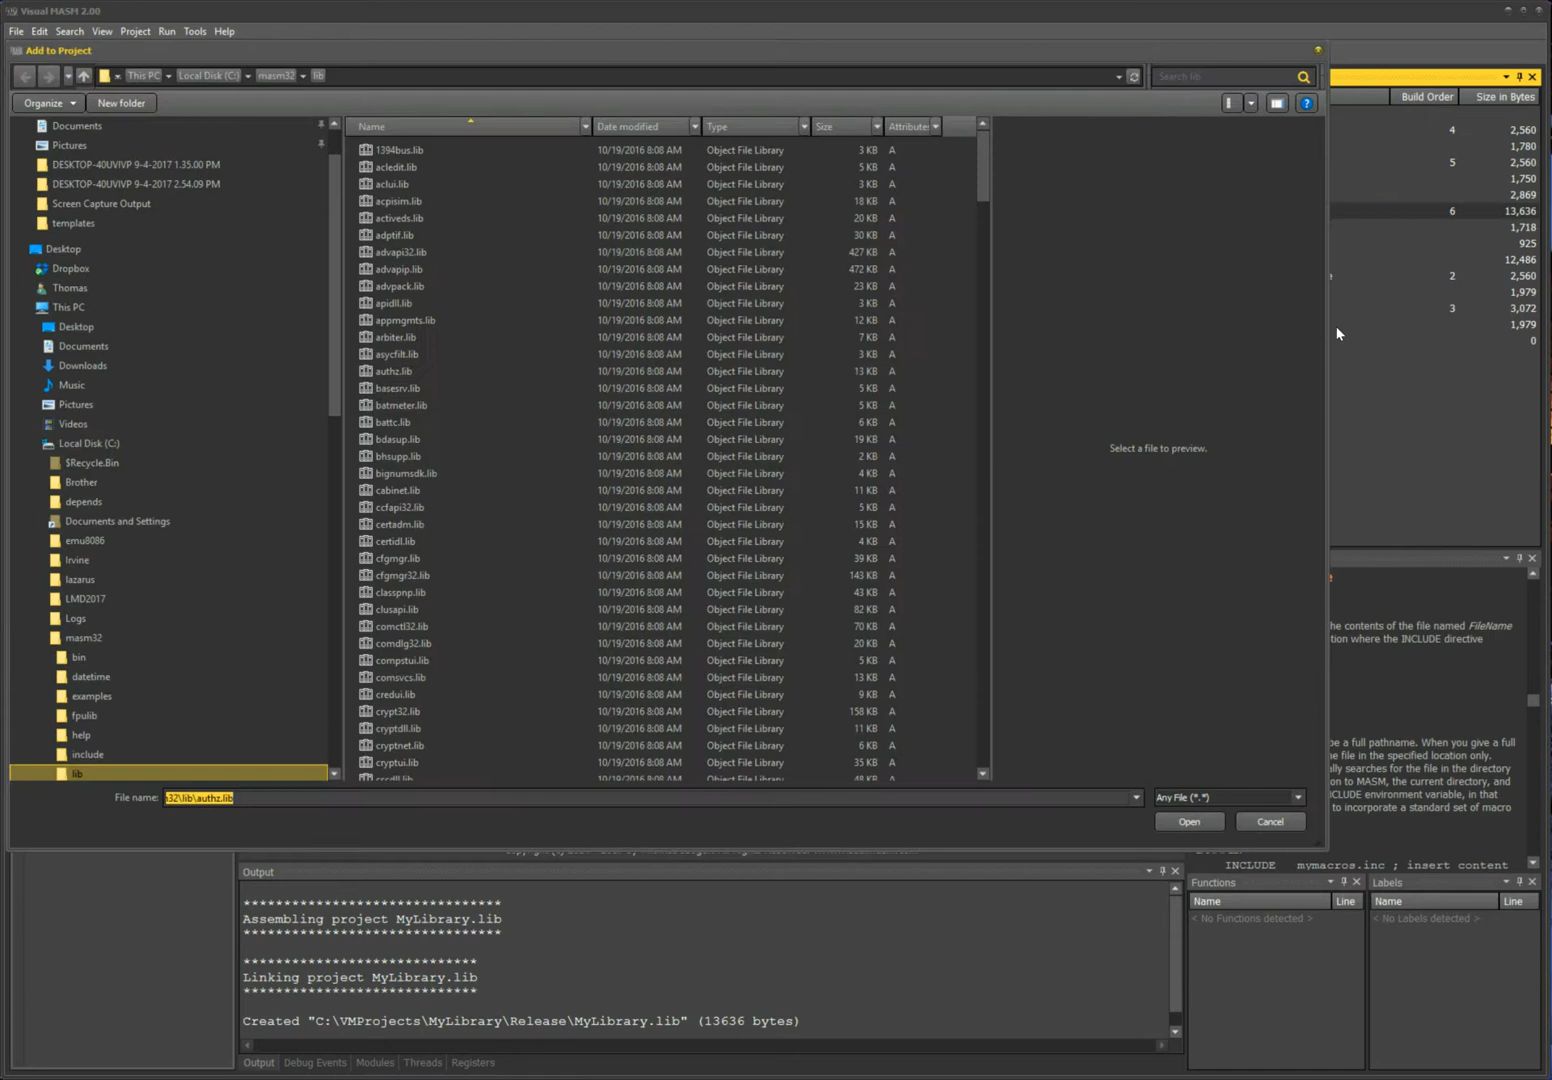 Visual MASM 2.00
File Edit Search View Project Run Tools Help
Add to Project
This PC Local Disk (C:) masm32 lib
Search lib
Organize New folder
Documents
Pictures
DESKTOP-40UVIVP 9-4-2017 1.35.00 PM
DESKTOP-40UVIVP 9-4-2017 2.54.09 PM
Screen Capture Output
templates
Desktop
Dropbox
Thomas
This PC
Desktop
Documents
Downloads
Music
Pictures
Videos
Local Disk (C:)
$Recycle.Bin
Brother
depends
Documents and Settings
emu8086
Irvine
lazarus
LMD2017
Logs
masm32
bin
datetime
examples
fpulib
help
include
lib
Name Date modified Type Size Attributes
1394bus.lib 10/19/2016 8:08 AM Object File Library 3 KB A
acledit.lib 10/19/2016 8:08 AM Object File Library 5 KB A
aclui.lib 10/19/2016 8:08 AM Object File Library 3 KB A
acpisim.lib 10/19/2016 8:08 AM Object File Library 18 KB A
activeds.lib 10/19/2016 8:08 AM Object File Library 20 KB A
adptif.lib 10/19/2016 8:08 AM Object File Library 30 KB A
advapi32.lib 10/19/2016 8:08 AM Object File Library 427 KB A
advapip.lib 10/19/2016 8:08 AM Object File Library 472 KB A
advpack.lib 10/19/2016 8:08 AM Object File Library 23 KB A
apidll.lib 10/19/2016 8:08 AM Object File Library 3 KB A
appmgmts.lib 10/19/2016 8:08 AM Object File Library 12 KB A
arbiter.lib 10/19/2016 8:08 AM Object File Library 7 KB A
asycfilt.lib 10/19/2016 8:08 AM Object File Library 3 KB A
authz.lib 10/19/2016 8:08 AM Object File Library 13 KB A
basesrv.lib 10/19/2016 8:08 AM Object File Library 5 KB A
batmeter.lib 10/19/2016 8:08 AM Object File Library 5 KB A
battc.lib 10/19/2016 8:08 AM Object File Library 6 KB A
bdasup.lib 10/19/2016 8:08 AM Object File Library 19 KB A
bhsupp.lib 10/19/2016 8:08 AM Object File Library 2 KB A
bignumsdk.lib 10/19/2016 8:08 AM Object File Library 4 KB A
cabinet.lib 10/19/2016 8:08 AM Object File Library 11 KB A
ccfapi32.lib 10/19/2016 8:08 AM Object File Library 5 KB A
certadm.lib 10/19/2016 8:08 AM Object File Library 15 KB A
certidl.lib 10/19/2016 8:08 AM Object File Library 4 KB A
cfgmgr.lib 10/19/2016 8:08 AM Object File Library 39 KB A
cfgmgr32.lib 10/19/2016 8:08 AM Object File Library 143 KB A
classpnp.lib 10/19/2016 8:08 AM Object File Library 43 KB A
clusapi.lib 10/19/2016 8:08 AM Object File Library 82 KB A
comctl32.lib 10/19/2016 8:08 AM Object File Library 70 KB A
comdlg32.lib 10/19/2016 8:08 AM Object File Library 20 KB A
compstui.lib 10/19/2016 8:08 AM Object File Library 5 KB A
comsvcs.lib 10/19/2016 8:08 AM Object File Library 13 KB A
credui.lib 10/19/2016 8:08 AM Object File Library 9 KB A
crypt32.lib 10/19/2016 8:08 AM Object File Library 158 KB A
cryptdll.lib 10/19/2016 8:08 AM Object File Library 11 KB A
cryptnet.lib 10/19/2016 8:08 AM Object File Library 6 KB A
cryptui.lib 10/19/2016 8:08 AM Object File Library 35 KB A
10/19/2016 8:08 AM Object File Library 48 KB A
Select a file to preview.
File name: 32\lib\authz.lib
Any File (*.*)
Open Cancel
Build Order Size in Bytes
4 2,560
1,780
5 2,560
1,750
2,869
6 13,636
1,718
925
12,486
e 2 2,560
1,979
3 3,072
1,979
0
e
he contents of the file named FileName
tion where the INCLUDE directive
be a full pathname. When you give a full
the file in the specified location only.
lly searches for the file in the directory
on to MASM, the current directory, and
NCLUDE environment variable, in that
to incorporate a standard set of macro
INCLUDE mymacros.inc ; insert content
Output
*******************************
Assembling project MyLibrary.lib
*******************************
****************************
Linking project MyLibrary.lib
****************************
Created "C:\VMProjects\MyLibrary\Release\MyLibrary.lib" (13636 bytes)
Output Debug Events Modules Threads Registers
Functions
Name Line
< No Functions detected >
Labels
Name Line
< No Labels detected >